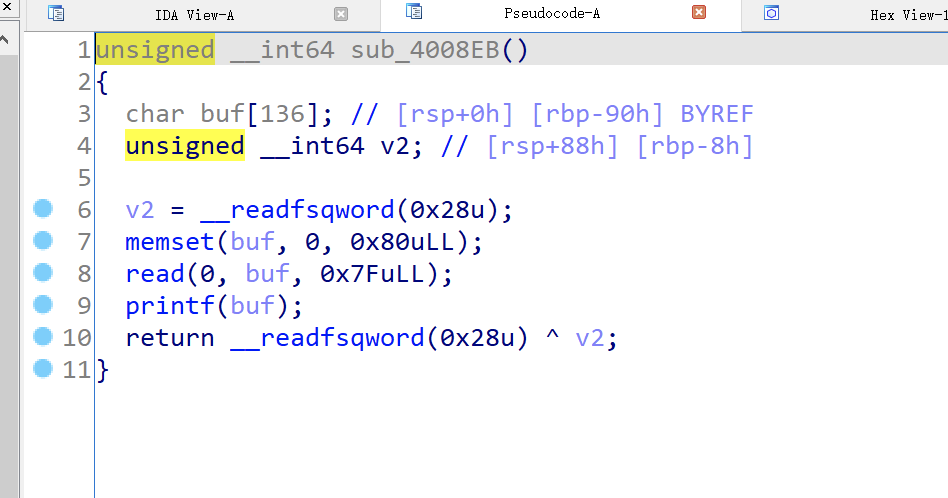 IDA View-A Pseudocode-A Hex View-1
1 unsigned __int64 sub_4008EB()
2 {
3 char buf[136]; // [rsp+0h] [rbp-90h] BYREF
4 unsigned __int64 v2; // [rsp+88h] [rbp-8h]
5
6 v2 = __readfsqword(0x28u);
7 memset(buf, 0, 0x80uLL);
8 read(0, buf, 0x7FuLL);
9 printf(buf);
10 return __readfsqword(0x28u) ^ v2;
11 }